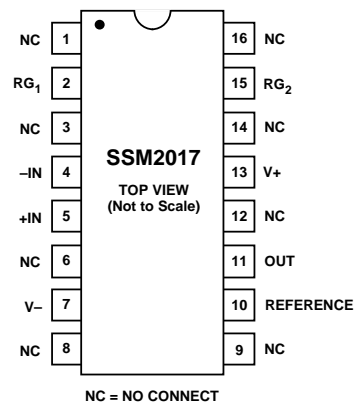 NC 1 16 NC
RG1 2 15 RG2
NC 3 14 NC
SSM2017
–IN 4 13 V+
TOP VIEW
(Not to Scale)
+IN 5 12 NC
NC 6 11 OUT
V– 7 10 REFERENCE
NC 8 9 NC
NC = NO CONNECT